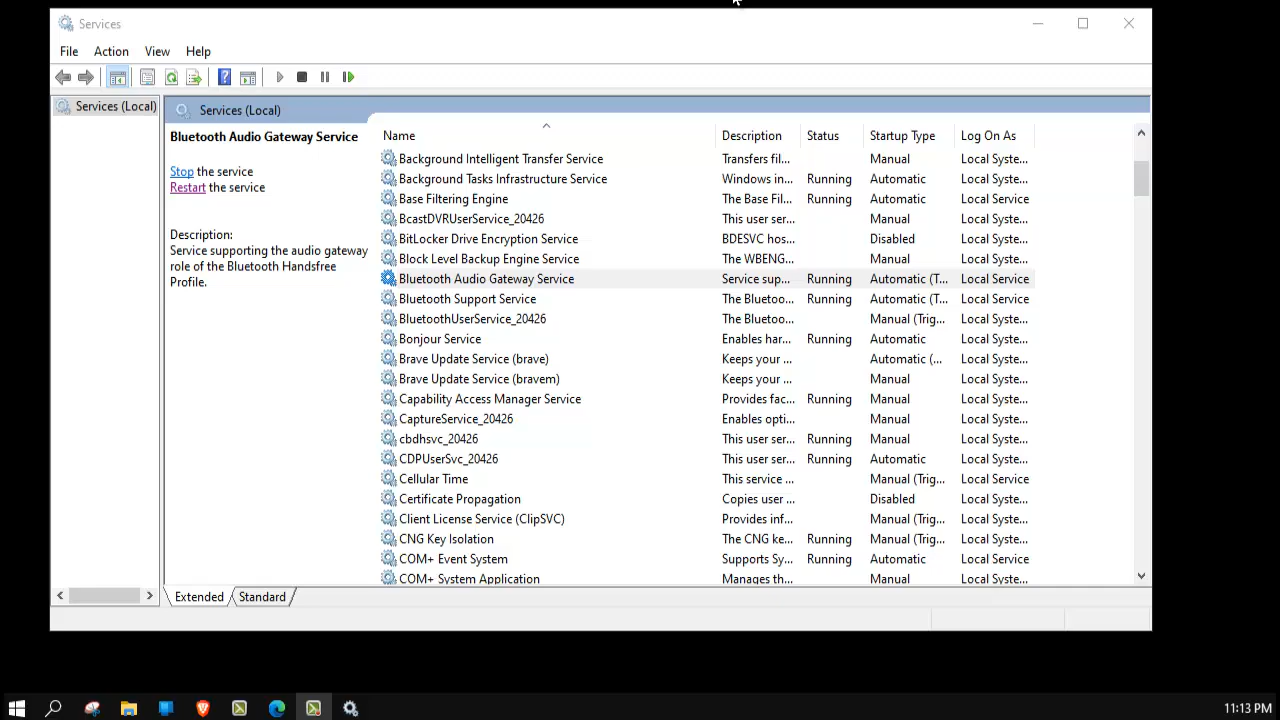 Services
File Action View Help
Services (Local)
Services (Local)
Bluetooth Audio Gateway Service
Stop the service
Restart the service
Description:
Service supporting the audio gateway
role of the Bluetooth Handsfree
Profile.
Name Description Status Startup Type Log On As
Background Intelligent Transfer Service Transfers fil... Manual Local Syste...
Background Tasks Infrastructure Service Windows in... Running Automatic Local Syste...
Base Filtering Engine The Base Fil... Running Automatic Local Service
BcastDVRUserService_20426 This user ser... Manual Local Syste...
BitLocker Drive Encryption Service BDESVC hos... Disabled Local Syste...
Block Level Backup Engine Service The WBENG... Manual Local Syste...
Bluetooth Audio Gateway Service Service sup... Running Automatic (T... Local Service
Bluetooth Support Service The Bluetoo... Running Automatic (T... Local Service
BluetoothUserService_20426 The Bluetoo... Manual (Trig... Local Syste...
Bonjour Service Enables har... Running Automatic Local Syste...
Brave Update Service (brave) Keeps your ... Automatic (... Local Syste...
Brave Update Service (bravem) Keeps your ... Manual Local Syste...
Capability Access Manager Service Provides fac... Running Manual Local Syste...
CaptureService_20426 Enables opti... Manual Local Syste...
cbdhsvc_20426 This user ser... Running Manual Local Syste...
CDPUserSvc_20426 This user ser... Running Automatic Local Syste...
Cellular Time This service ... Manual (Trig... Local Service
Certificate Propagation Copies user ... Disabled Local Syste...
Client License Service (ClipSVC) Provides inf... Manual (Trig... Local Syste...
CNG Key Isolation The CNG ke... Running Manual (Trig... Local Syste...
COM+ Event System Supports Sy... Running Automatic Local Service
COM+ System Application Manages th... Manual Local Syste...
Extended Standard
11:13 PM